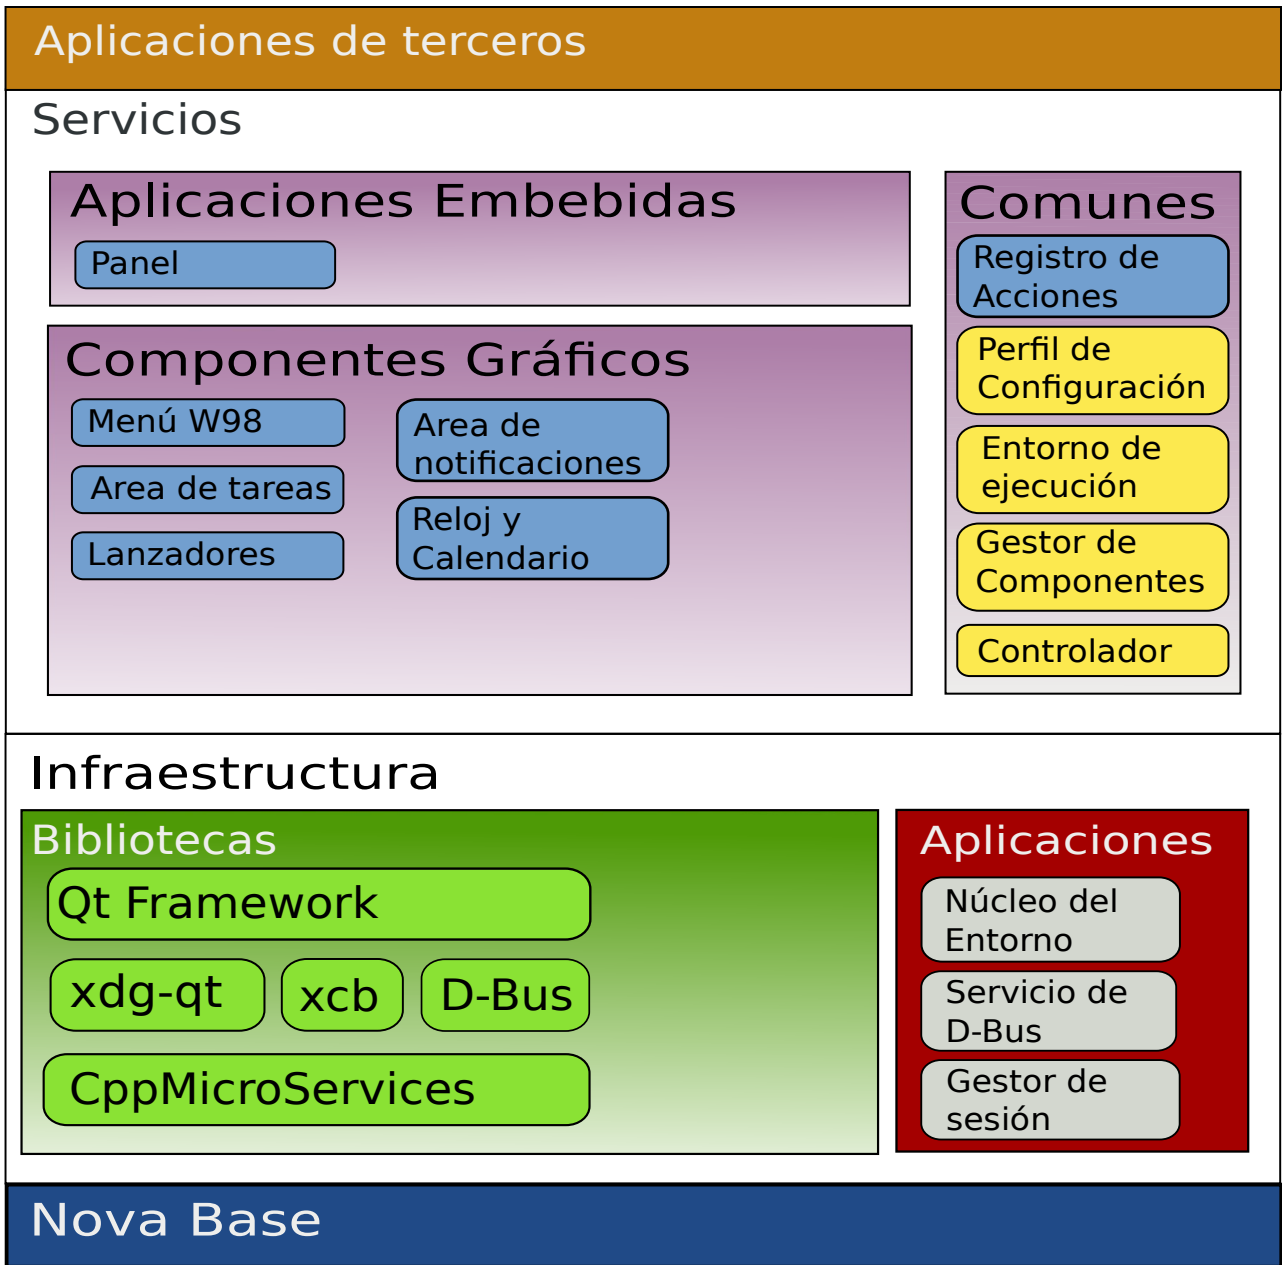 Aplicaciones de terceros
Servicios
Aplicaciones Embebidas
Panel
Componentes Gráficos
Menú W98
Area de tareas
Lanzadores
Area de
notificaciones
Reloj y
Calendario
Comunes
Registro de
Acciones
Perfil de
Configuración
Entorno de
ejecución
Gestor de
Componentes
Controlador
Infraestructura
Bibliotecas
Qt Framework
xdg-qt
xcb
D-Bus
CppMicroServices
Aplicaciones
Núcleo del
Entorno
Servicio de
D-Bus
Gestor de
sesión
Nova Base